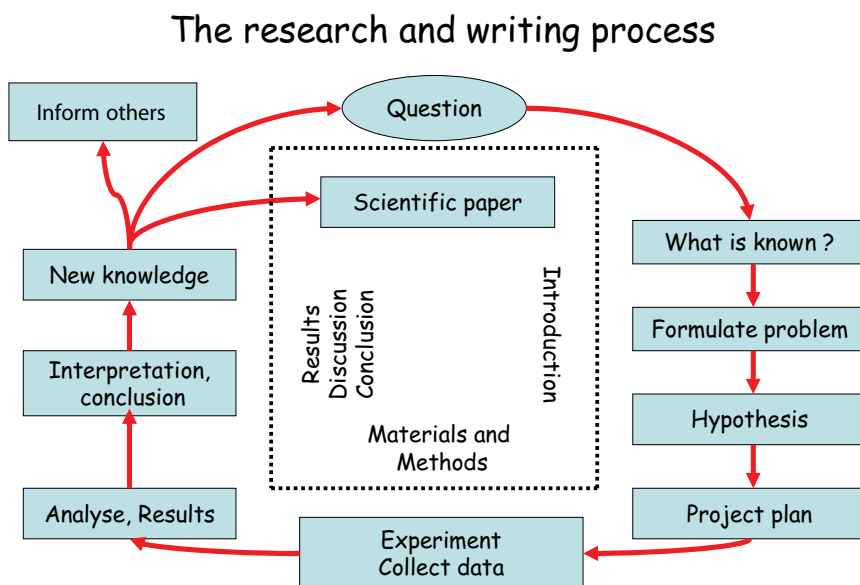 The research and writing process
Inform others
Question
Scientific paper
What is known ?
New knowledge
Formulate problem
Introduction
Results
Discussion
Conclusion
Interpretation,
conclusion
Hypothesis
Materials and
Methods
Analyse, Results
Project plan
Experiment
Collect data